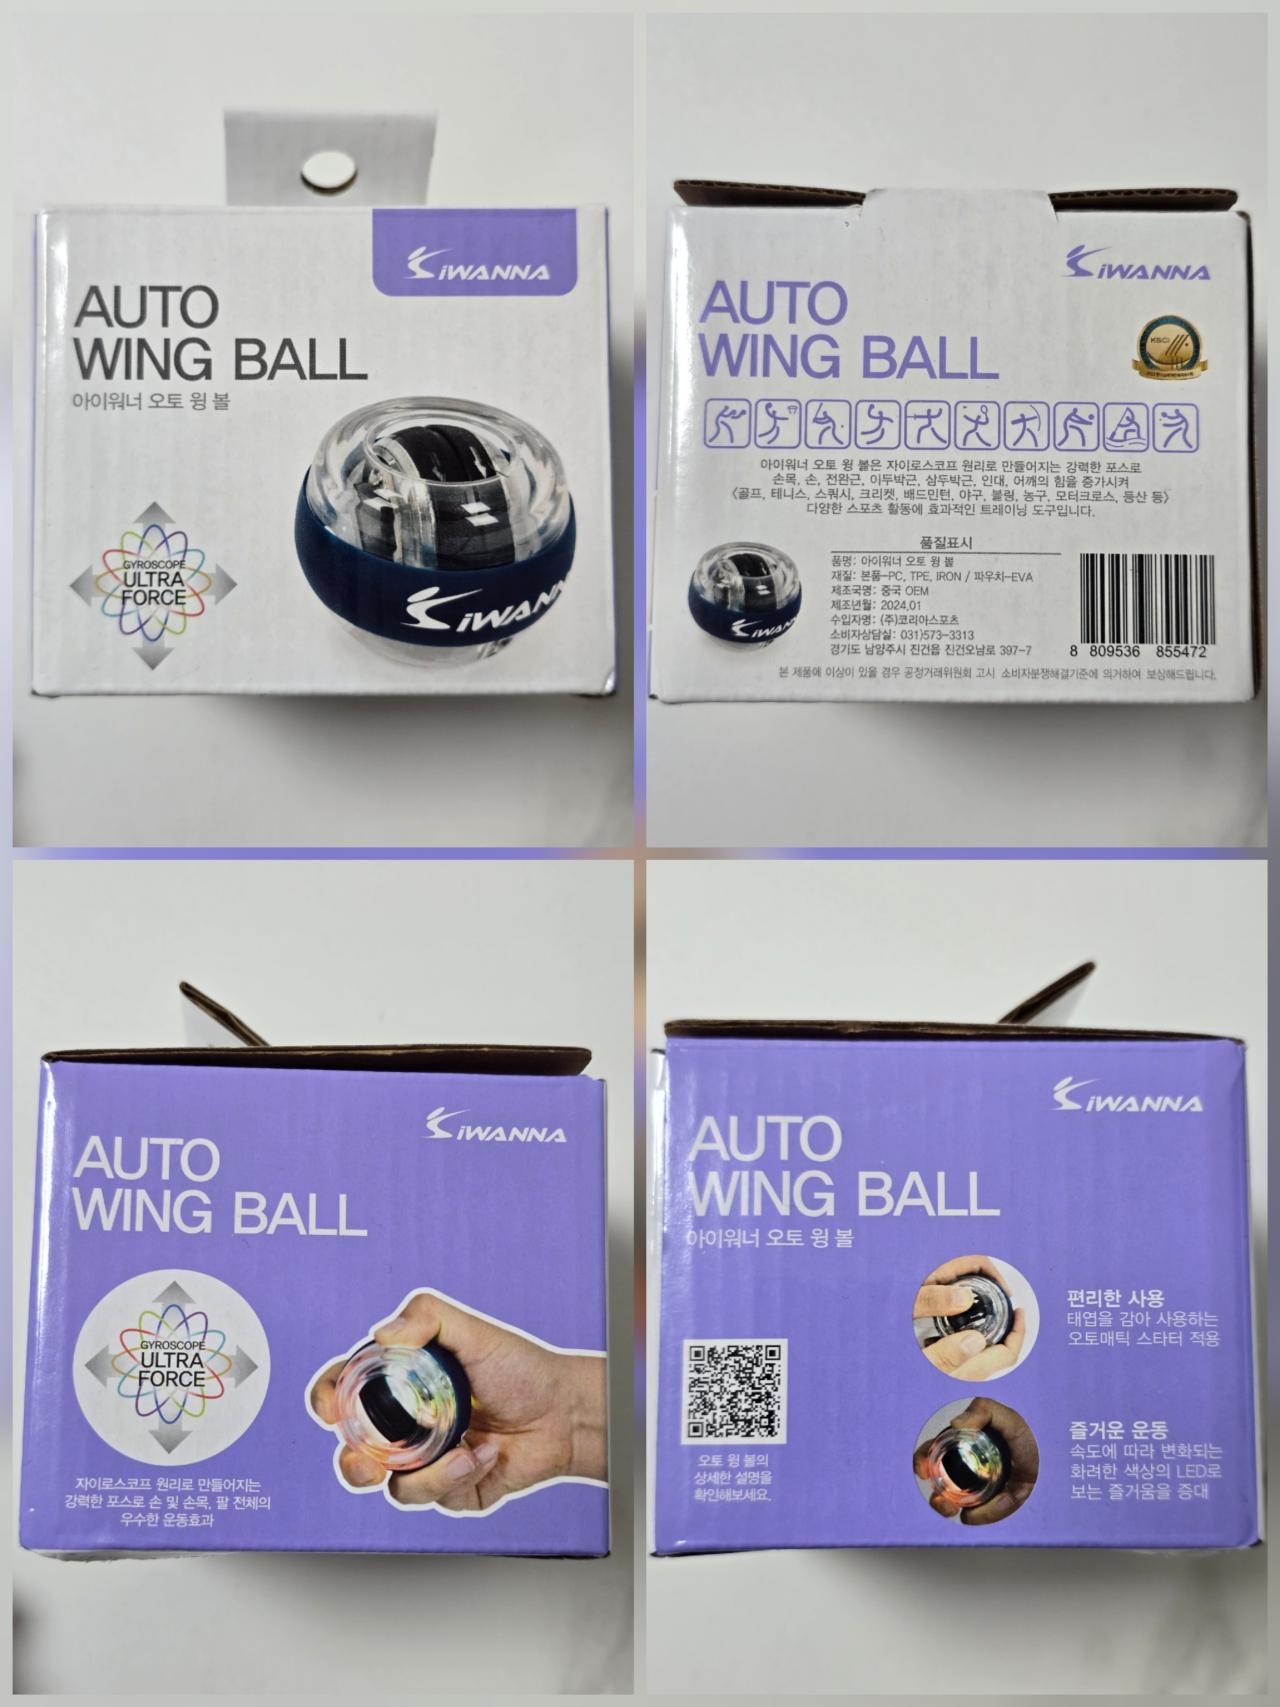 iWANNA
AUTO
WING BALL
아이워너 오토 윙 볼
GYROSCOPE
ULTRA
FORCE
iWANNA
iWANNA
AUTO
WING BALL
KSCI
아이워너 오토 윙 볼은 자이로스코프 원리로 만들어지는 강력한 포스로
손목, 손, 전완근, 이두박근, 삼두박근, 인대, 어깨의 힘을 증가시켜
<골프, 테니스, 스쿼시, 크리켓, 배드민턴, 야구, 볼링, 농구, 모터크로스, 등산 등>
다양한 스포츠 활동에 효과적인 트레이닝 도구입니다.
품질표시
품명: 아이워너 오토 윙 볼
재질: 본품-PC, TPE, IRON / 파우치-EVA
제조국명: 중국 OEM
제조년월: 2024.01
수입자명: (주)코리아스포츠
소비자상담실: 031)573-3313
경기도 남양주시 진건읍 진건오남로 397-7
iWANNA
8 809536 855472
본 제품에 이상이 있을 경우 공정거래위원회 고시 소비자분쟁해결기준에 의거하여 보상해드립니다.
iWANNA
AUTO
WING BALL
GYROSCOPE
ULTRA
FORCE
자이로스코프 원리로 만들어지는
강력한 포스로 손 및 손목, 팔 전체의
우수한 운동효과
iWANNA
AUTO
WING BALL
아이워너 오토 윙 볼
편리한 사용
태엽을 감아 사용하는
오토매틱 스타터 적용
오토 윙 볼의
상세한 설명을
확인해보세요.
즐거운 운동
속도에 따라 변화되는
화려한 색상의 LED로
보는 즐거움을 증대